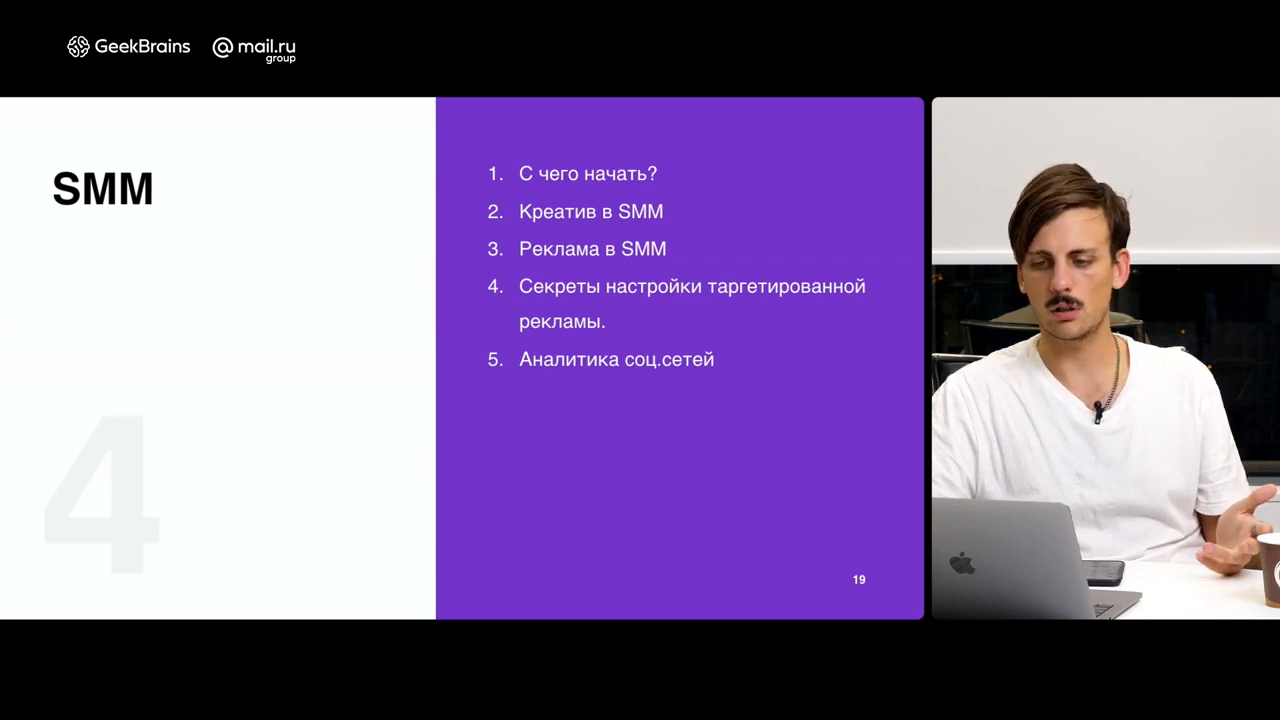 GeekBrains
@mail.ru
group
SMM
1. С чего начать?
2. Креатив в SMM
3. Реклама в SMM
4. Секреты настройки таргетированной
рекламы.
5. Аналитика соц.сетей
4
19